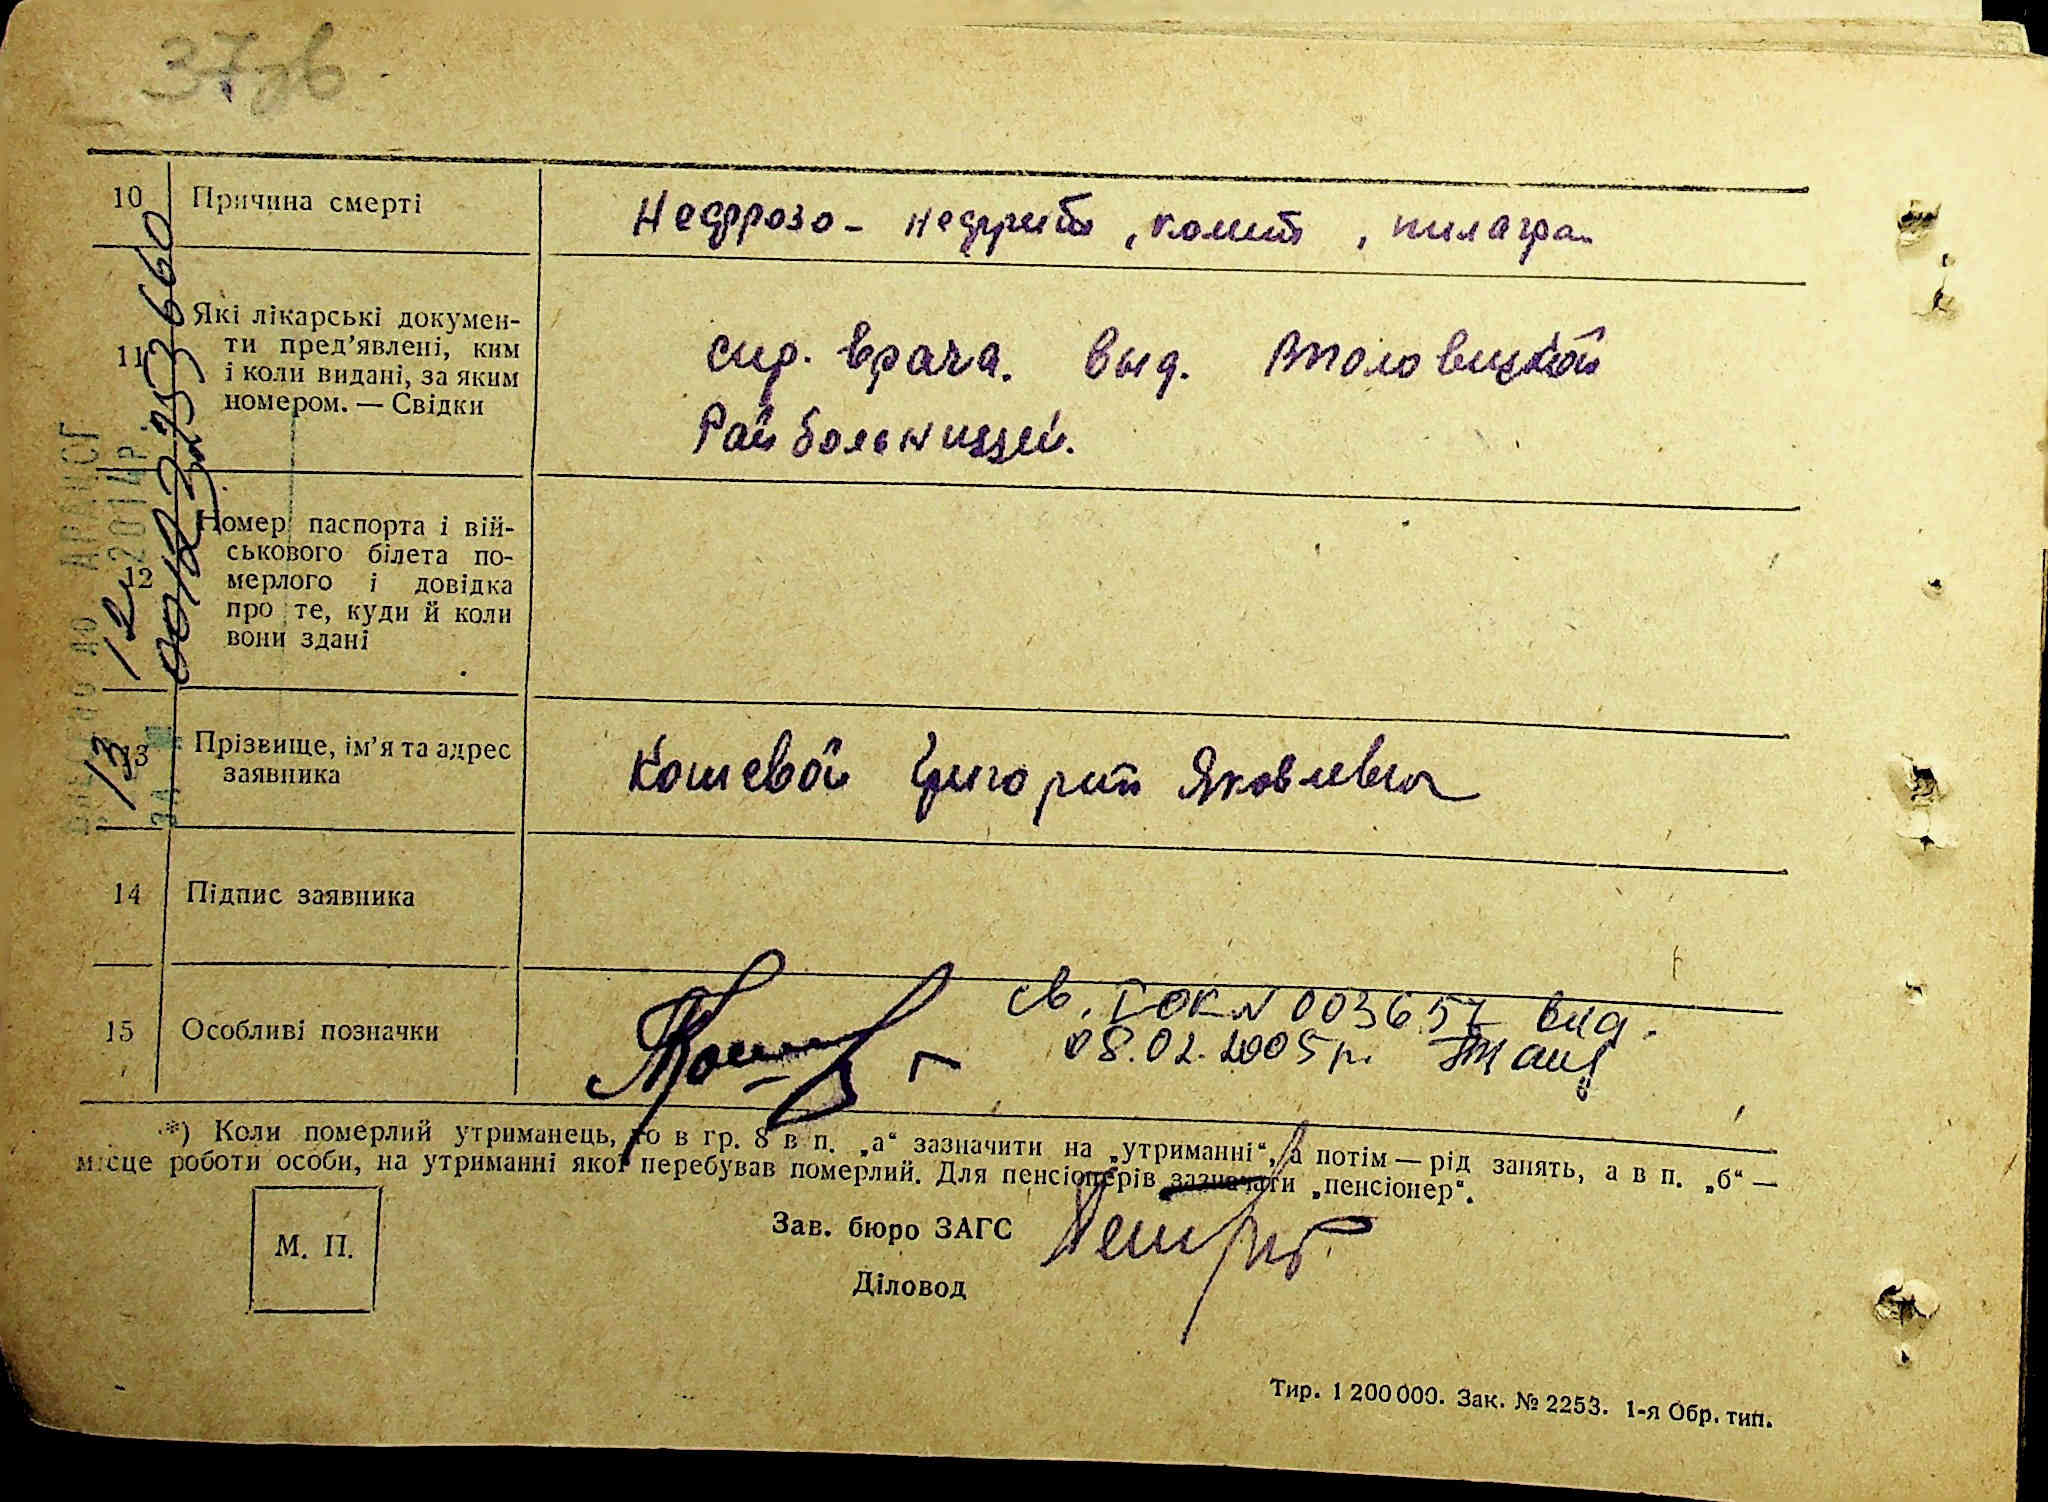 37зв
10 Причина смерті Нефрозо- нефрит, колит, пилагра
11 Які лікарські докумен-
ти пред'явлені, ким
і коли видані, за яким
номером. — Свідки
спр. врача. выд.
Райбольницей.
12 Номер паспорта і вій-
ськового білета по-
мерлого і довідка
про те, куди й коли
вони здані
13 Прізвище, ім'я та адрес
заявника
Кошевой Григорий Яковлевич
14 Підпис заявника
15 Особливі позначки
св. N 003657 вид.
08.02.2005 р.
*) Коли померлий утриманець, то в гр. 8 в п. „а“ зазначити на „утриманні“, а потім — рід занять, а в п. „б“ —
місце роботи особи, на утриманні якої перебував померлий. Для пенсіонерів зазначати „пенсіонер“.
М. П.
Зав. бюро ЗАГС
Діловод
Тир. 1 200 000. Зак. № 2253. 1-я Обр. тип.